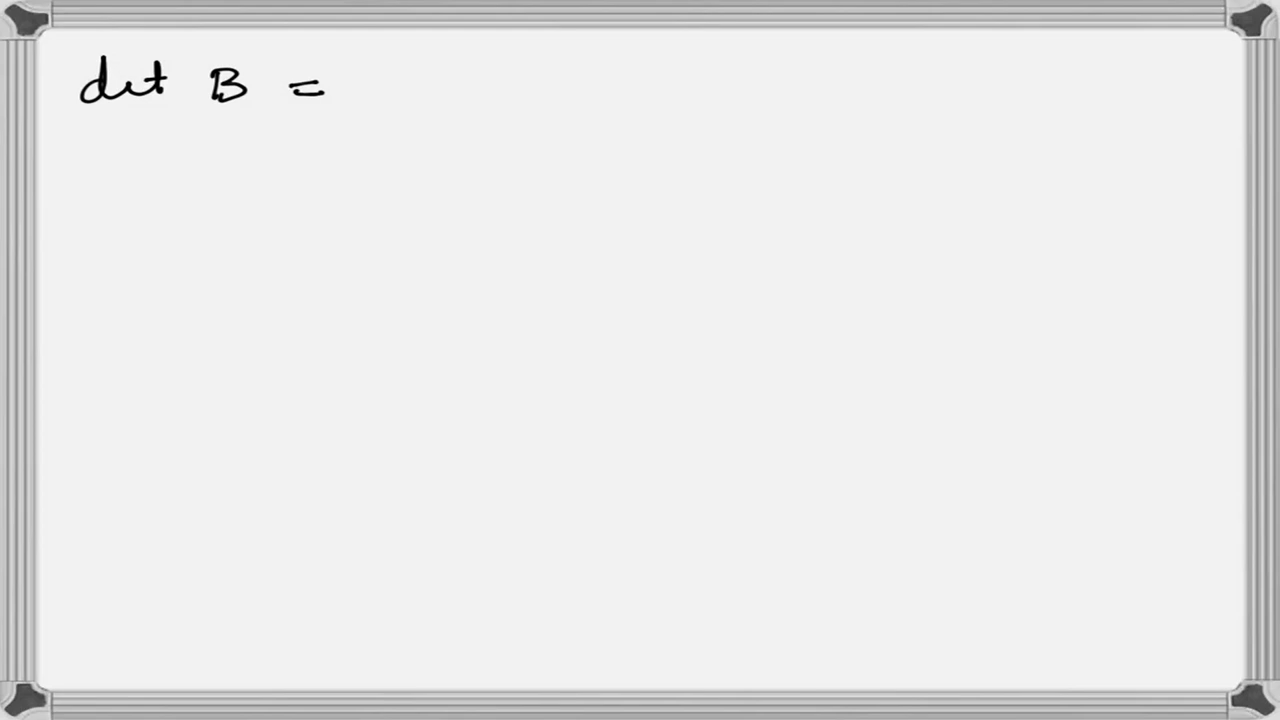 det B =